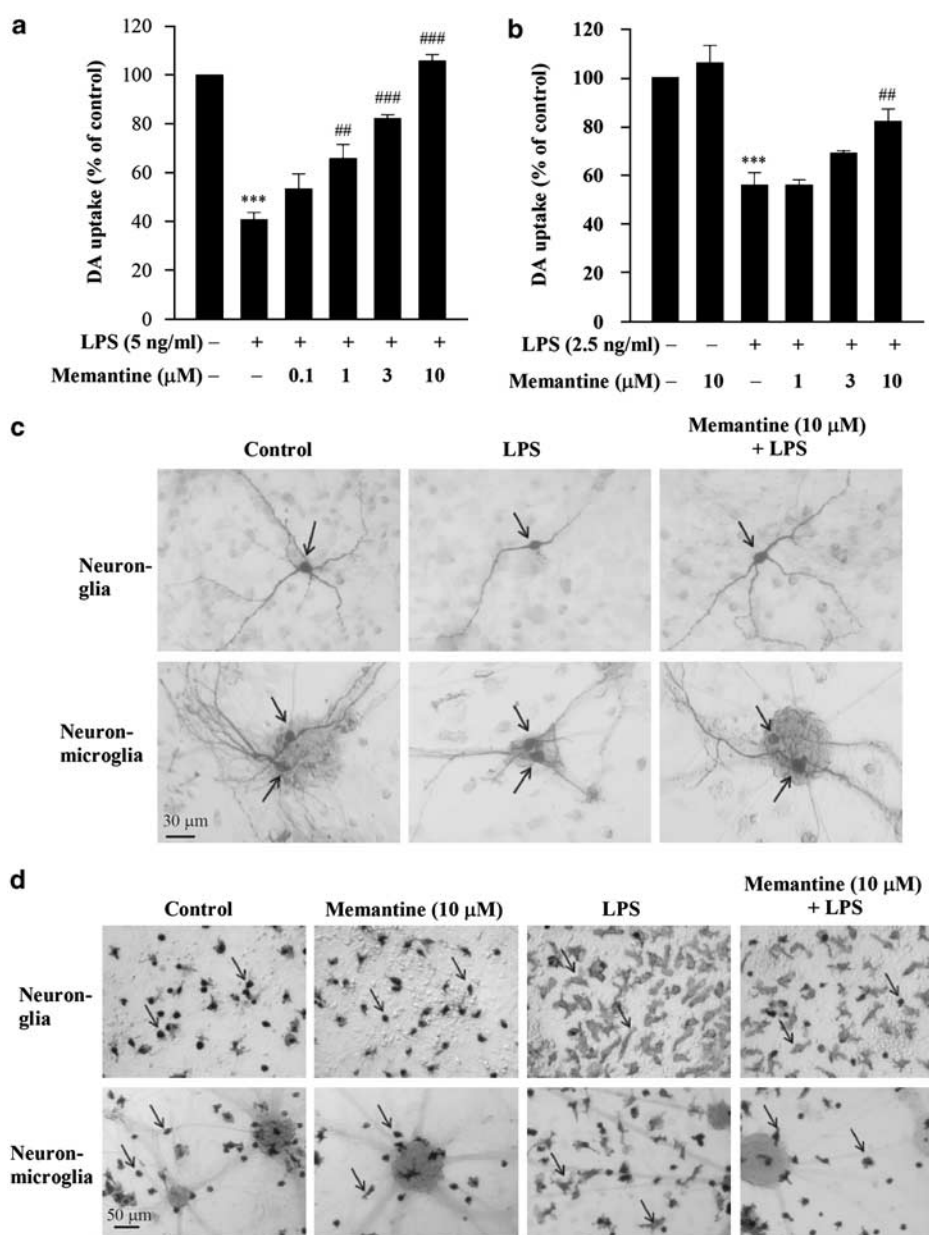 a
DA uptake (% of control)
120
100
80
60
40
20
0
***
##
###
###
LPS (5 ng/ml) – + + + + +
Memantine (μM) – – 0.1 1 3 10
b
DA uptake (% of control)
120
100
80
60
40
20
0
***
##
LPS (2.5 ng/ml) – – + + + +
Memantine (μM) – 10 – 1 3 10
c
Control
LPS
Memantine (10 μM)
+ LPS
Neuron-
glia
Neuron-
microglia
30 μm
d
Control
Memantine (10 μM)
LPS
Memantine (10 μM)
+ LPS
Neuron-
glia
Neuron-
microglia
50 μm